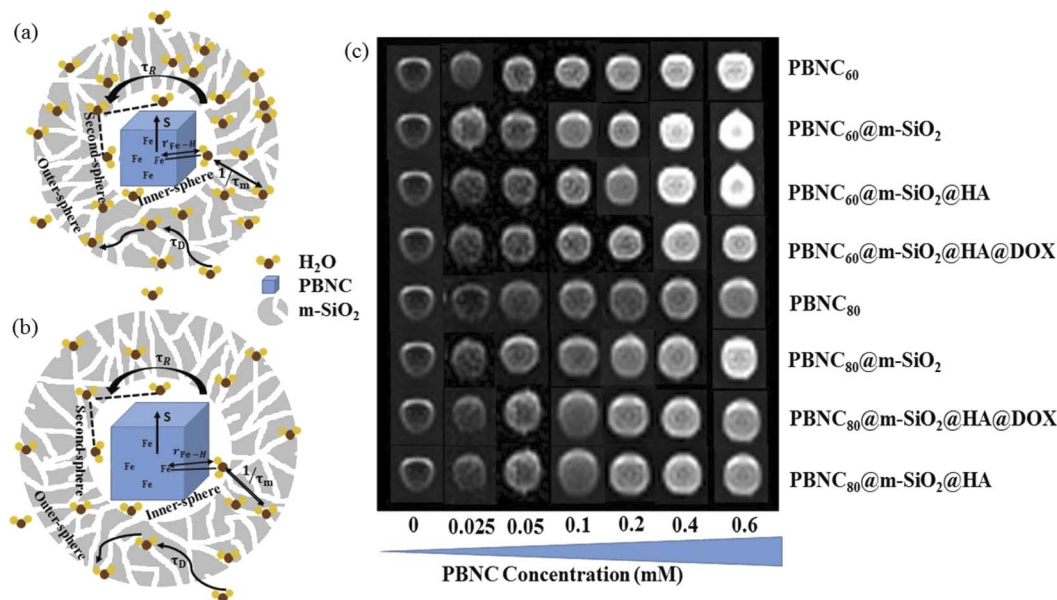 (a)
τR
S
Fe
rFe−H
Fe Fe
Fe
Second-sphere
Outer-sphere
Inner-sphere
1/τm
τD
H2O
PBNC
m-SiO2
(b)
τR
S
Fe
rFe−H
Fe Fe
Fe
Second-sphere
Outer-sphere
Inner-sphere
1/τm
τD
(c)
PBNC60
PBNC60@m-SiO2
PBNC60@m-SiO2@HA
PBNC60@m-SiO2@HA@DOX
PBNC80
PBNC80@m-SiO2
PBNC80@m-SiO2@HA@DOX
PBNC80@m-SiO2@HA
0 0.025 0.05 0.1 0.2 0.4 0.6
PBNC Concentration (mM)